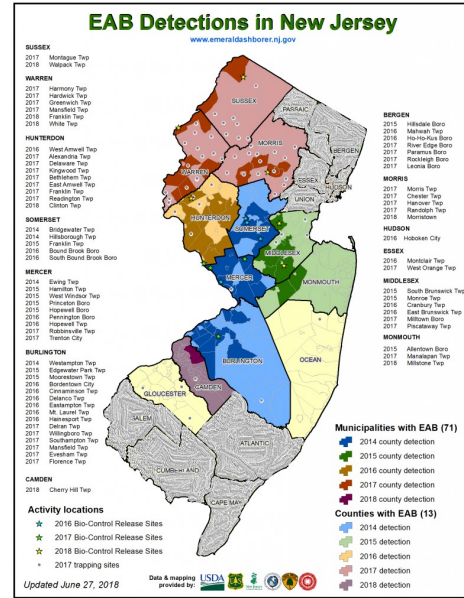 EAB Detections in New Jersey
www.emeraldashborer.nj.gov
SUSSEX
2017 Montague Twp
2018 Walpack Twp
WARREN
2017 Harmony Twp
2017 Hardwick Twp
2017 Greenwich Twp
2017 Mansfield Twp
2018 Franklin Twp
2018 White Twp
HUNTERDON
2016 West Amwell Twp
2017 Alexandria Twp
2017 Delaware Twp
2017 Kingwood Twp
2017 Bethlehem Twp
2017 East Amwell Twp
2017 Franklin Twp
2017 Readington Twp
2018 Clinton Twp
SOMERSET
2014 Bridgewater Twp
2014 Hillsborough Twp
2015 Franklin Twp
2016 Bound Brook Boro
2016 South Bound Brook Boro
MERCER
2014 Ewing Twp
2015 Hamilton Twp
2015 West Windsor Twp
2015 Princeton Boro
2015 Hopewell Boro
2016 Pennington Boro
2016 Hopewell Twp
2017 Robbinsville Twp
2017 Trenton City
BURLINGTON
2014 Westampton Twp
2015 Edgewater Park Twp
2015 Moorestown Twp
2016 Bordentown City
2016 Cinnaminson Twp
2016 Delanco Twp
2016 Eastampton Twp
2016 Mt. Laurel Twp
2016 Hainesport Twp
2017 Delran Twp
2017 Willingboro Twp
2017 Southampton Twp
2017 Mansfield Twp
2017 Evesham Twp
2017 Florence Twp
CAMDEN
2018 Cherry Hill Twp
SUSSEX
PASSAIC
MORRIS
BERGEN
WARREN
ESSEX
HUDSON
UNION
HUNTERDON
SOMERSET
MIDDLESEX
MERCER
MONMOUTH
BURLINGTON
OCEAN
CAMDEN
GLOUCESTER
SALEM
ATLANTIC
CUMBERLAND
CAPE MAY
BERGEN
2015 Hillsdale Boro
2016 Mahwah Twp
2016 Ho-Ho-Kus Boro
2017 River Edge Boro
2017 Paramus Boro
2017 Rockleigh Boro
2017 Leonia Boro
MORRIS
2017 Morris Twp
2017 Chester Twp
2017 Hanover Twp
2017 Randolph Twp
2018 Morristown
HUDSON
2016 Hoboken City
ESSEX
2016 Montclair Twp
2017 West Orange Twp
MIDDLESEX
2015 South Brunswick Twp
2015 Monroe Twp
2016 Cranbury Twp
2016 East Brunswick Twp
2017 Milltown Boro
2017 Piscataway Twp
MONMOUTH
2015 Allentown Boro
2017 Manalapan Twp
2018 Millstone Twp
Municipalities with EAB (71)
2014 county detection
2015 county detection
2016 county detection
2017 county detection
2018 county detection
Counties with EAB (13)
2014 detection
2015 detection
2016 detection
2017 detection
2018 detection
Activity locations
2016 Bio-Control Release Sites
2017 Bio-Control Release Sites
2018 Bio-Control Release Sites
2017 trapping sites
Updated June 27, 2018
Data & mapping
provided by:
USDA